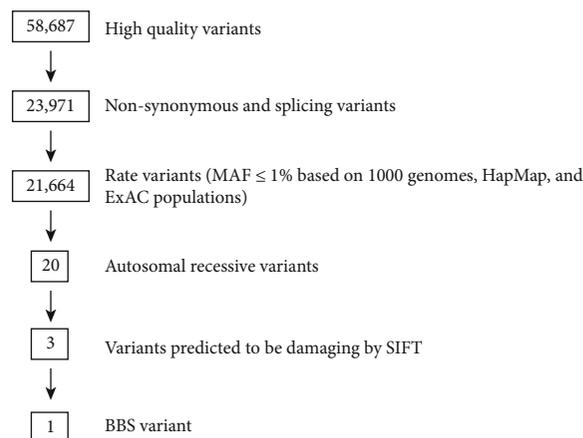 58,687 High quality variants
23,971 Non-synonymous and splicing variants
21,664 Rate variants (MAF ≤ 1% based on 1000 genomes, HapMap, and
ExAC populations)
20 Autosomal recessive variants
3 Variants predicted to be damaging by SIFT
1 BBS variant